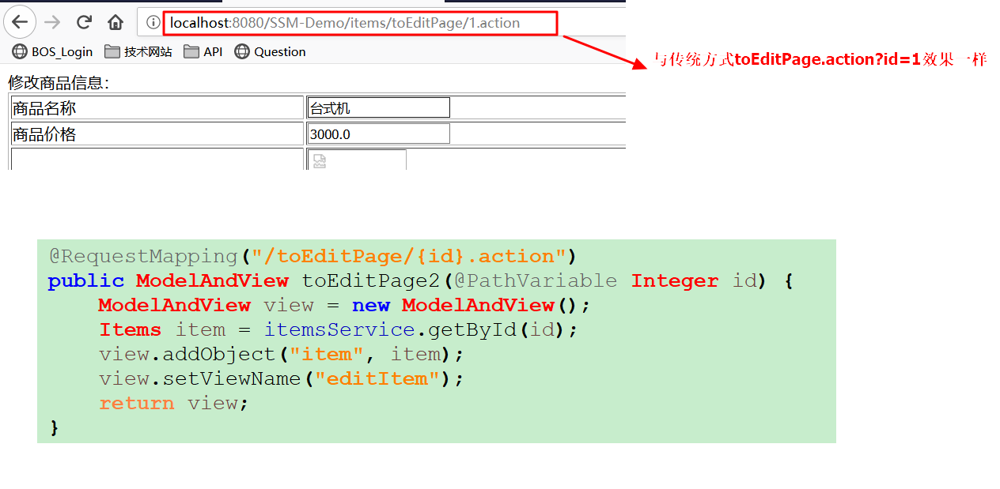 localhost:8080/SSM-Demo/items/toEditPage/1.action
BOS_Login 技术网站 API Question
与传统方式toEditPage.action?id=1效果一样
修改商品信息：
商品名称 台式机
商品价格 3000.0
@RequestMapping("/toEditPage/{id}.action")
public ModelAndView toEditPage2(@PathVariable Integer id) {
ModelAndView view = new ModelAndView();
Items item = itemsService.getById(id);
view.addObject("item", item);
view.setViewName("editItem");
return view;
}